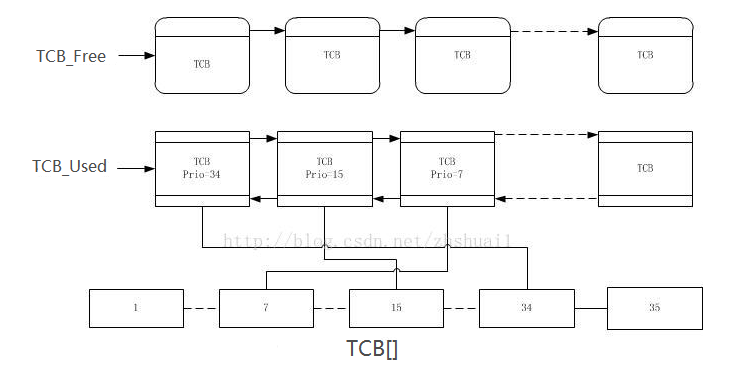 TCB_Free
TCB
TCB
TCB
TCB
TCB_Used
TCB
Prio=34
TCB
Prio=15
TCB
Prio=7
TCB
http://blog.csdn.net/zhshuai1
1
7
15
34
35
TCB[]